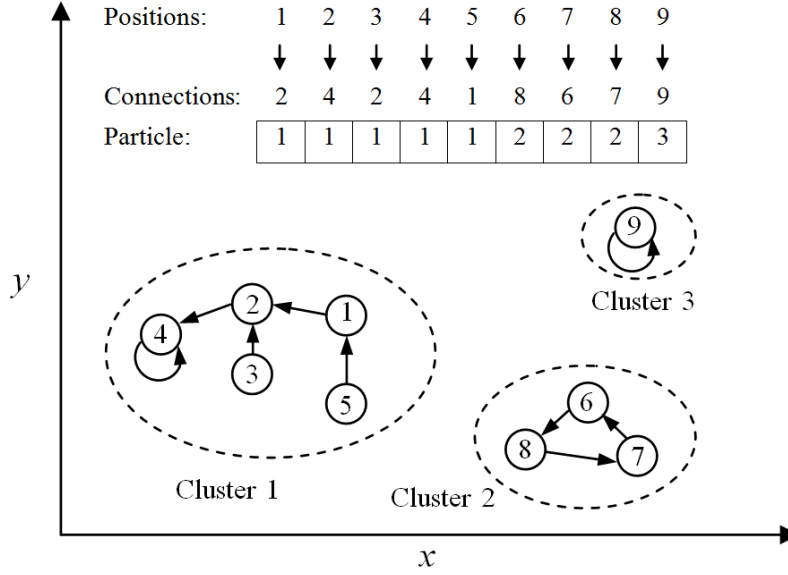 Positions: 1 2 3 4 5 6 7 8 9
Connections: 2 4 2 4 1 8 6 7 9
Particle: 1 1 1 1 1 2 2 2 3
9
Cluster 3
y
2 1
4
3
5
6
8 7
Cluster 1
Cluster 2
x